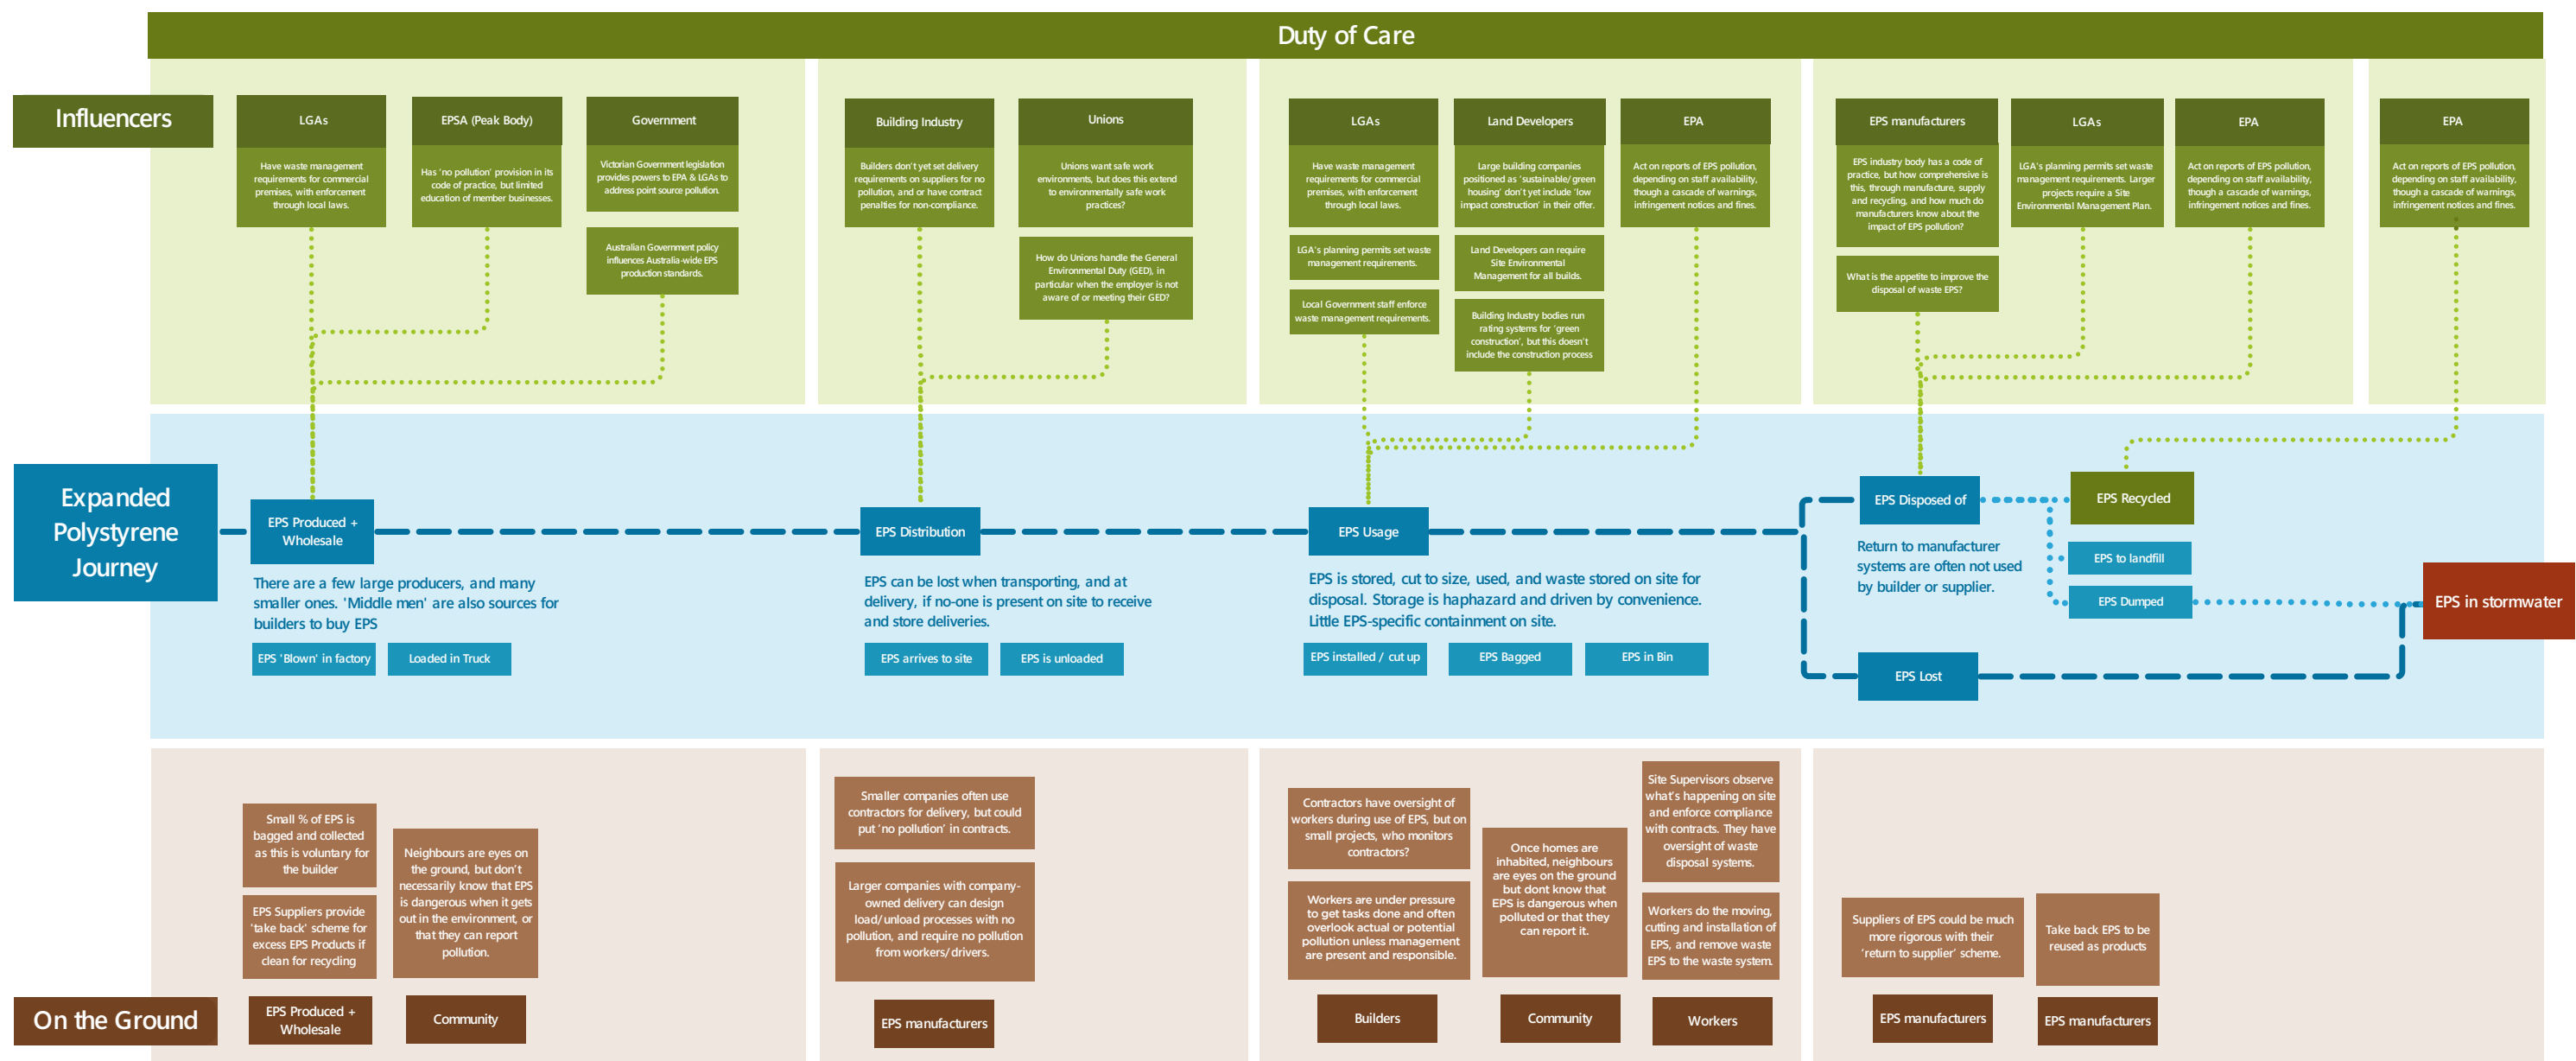 Duty of Care
Influencers
LGAs
Have waste management
requirements for commercial
premises, with enforcement
through local laws.
EPSA (Peak Body)
Has 'no pollution' provision in its
code of practice, but limited
education of member businesses.
Government
Victorian Government legislation
provides powers to EPA & LGAs to
address point source pollution.
Australian Government policy
influences Australia-wide EPS
production standards.
Building Industry
Builders don't yet set delivery
requirements on suppliers for no
pollution, and or have contract
penalties for non-compliance.
Unions
Unions want safe work
environments, but does this extend
to environmentally safe work
practices?
How do Unions handle the General
Environmental Duty (GED), in
particular when the employer is not
aware of or meeting their GED?
LGAs
Have waste management
requirements for commercial
premises, with enforcement
through local laws.
LGA's planning permits set waste
management requirements.
Local Government staff enforce
waste management requirements.
Land Developers
Large building companies
positioned as 'sustainable/ green
housing' don't yet include 'low
impact construction' in their offer.
Land Developers can require
Site Environmental
Management for all builds.
Building Industry bodies run
rating systems for 'green
construction', but this doesn't
include the construction process
EPA
Act on reports of EPS pollution,
depending on staff availability,
though a cascade of warnings,
infringement notices and fines.
EPS manufacturers
EPS industry body has a code of
practice, but how comprehensive is
this, through manufacture, supply
and recycling, and how much do
manufacturers know about the
impact of EPS pollution?
What is the appetite to improve the
disposal of waste EPS?
LGAs
LGA's planning permits set waste
management requirements. Larger
projects require a Site
Environmental Management Plan.
EPA
Act on reports of EPS pollution,
depending on staff availability,
though a cascade of warnings,
infringement notices and fines.
EPA
Act on reports of EPS pollution,
depending on staff availability,
though a cascade of warnings,
infringement notices and fines.
Expanded
Polystyrene
Journey
EPS Produced +
Wholesale
There are a few large producers, and many
smaller ones. 'Middle men' are also sources for
builders to buy EPS
EPS 'Blown' in factory
Loaded in Truck
EPS Distribution
EPS can be lost when transporting, and at
delivery, if no-one is present on site to receive
and store deliveries.
EPS arrives to site
EPS is unloaded
EPS Usage
EPS is stored, cut to size, used, and waste stored on site for
disposal. Storage is haphazard and driven by convenience.
Little EPS-specific containment on site.
EPS installed / cut up
EPS Bagged
EPS in Bin
EPS Disposed of
Return to manufacturer
systems are often not used
by builder or supplier.
EPS Recycled
EPS to landfill
EPS Dumped
EPS Lost
EPS in stormwater
On the Ground
Small % of EPS is
bagged and collected
as this is voluntary for
the builder
EPS Suppliers provide
'take back' scheme for
excess EPS Products if
clean for recycling
EPS Produced +
Wholesale
Neighbours are eyes on
the ground, but don't
necessarily know that EPS
is dangerous when it gets
out in the environment, or
that they can report
pollution.
Community
Smaller companies often use
contractors for delivery, but could
put 'no pollution' in contracts.
Larger companies with company-
owned delivery can design
load/unload processes with no
pollution, and require no pollution
from workers/drivers.
EPS manufacturers
Contractors have oversight of
workers during use of EPS, but on
small projects, who monitors
contractors?
Workers are under pressure
to get tasks done and often
overlook actual or potential
pollution unless management
are present and responsible.
Builders
Once homes are
inhabited, neighbours
are eyes on the ground
but dont know that
EPS is dangerous when
polluted or that they
can report it.
Community
Site Supervisors observe
what's happening on site
and enforce compliance
with contracts. They have
oversight of waste
disposal systems.
Workers do the moving,
cutting and installation of
EPS, and remove waste
EPS to the waste system.
Workers
Suppliers of EPS could be much
more rigorous with their
'return to supplier' scheme.
EPS manufacturers
Take back EPS to be
reused as products
EPS manufacturers